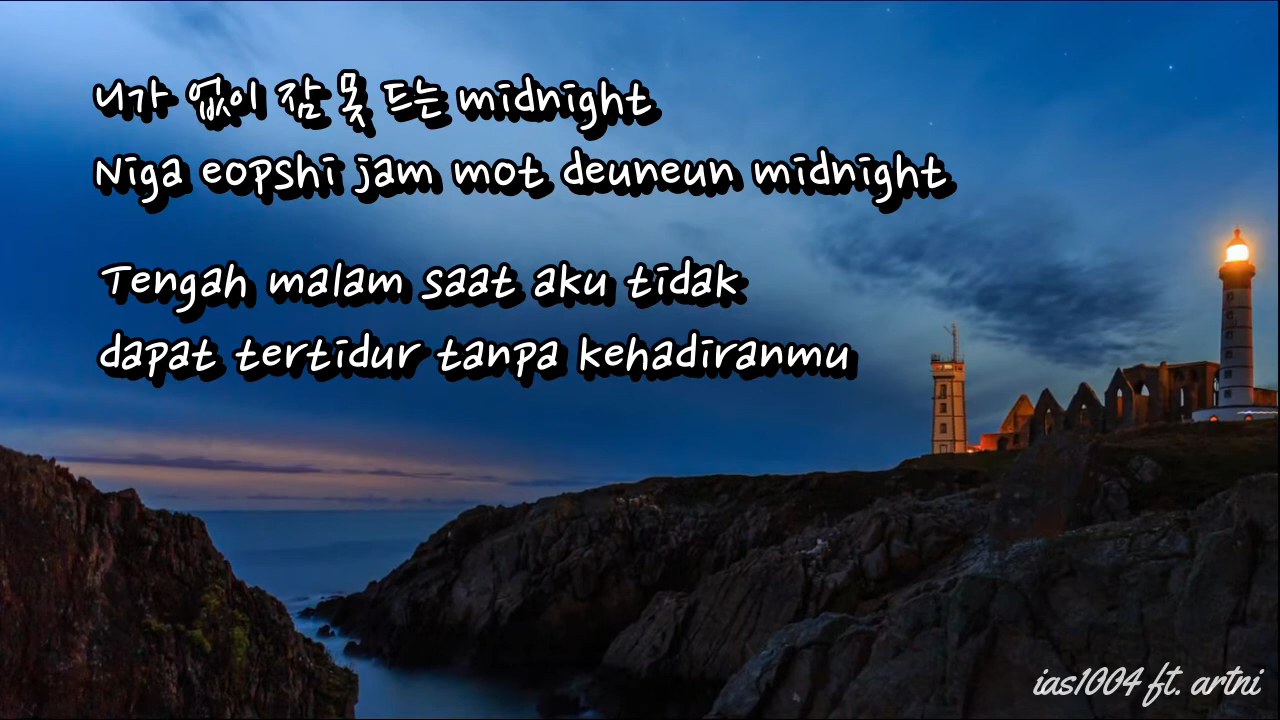 니가 없이 잠 못 드는 midnight
Niga eopshi jam mot deuneun midnight
Tengah malam saat aku tidak
dapat tertidur tanpa kehadiranmu
ias1004 ft. artni